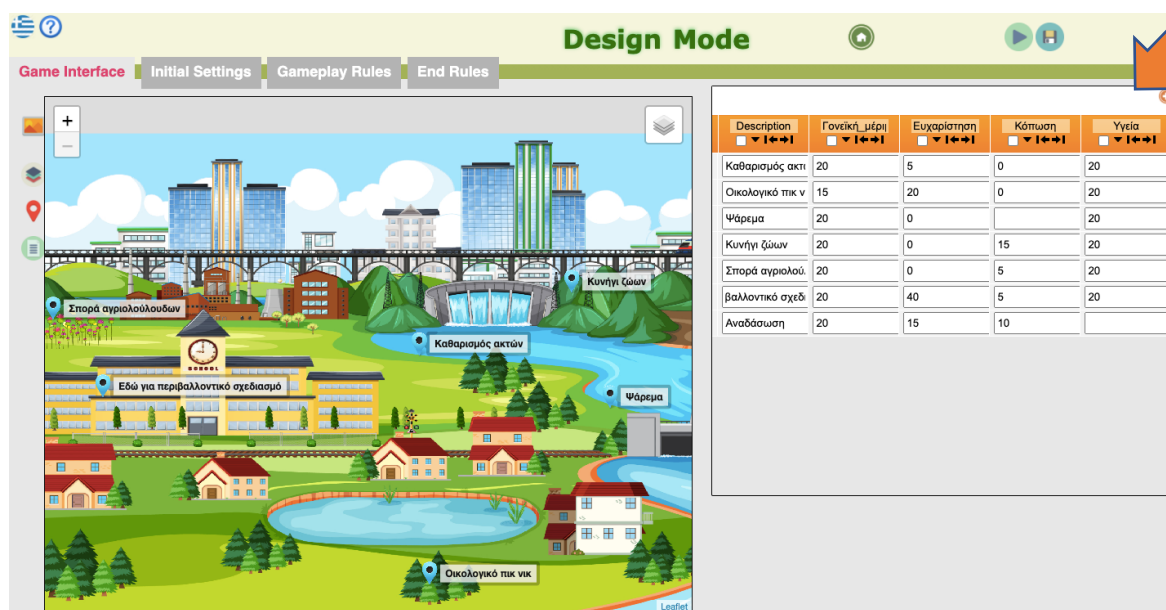 Design Mode
Game Interface
Initial Settings
Gameplay Rules
End Rules
+
−
Κυνήγι ζώων
Σπορά αγριολούλουδων
Καθαρισμός ακτών
SCHOOL
Εδώ για περιβαλλοντικό σχεδιασμό
Ψάρεμα
Οικολογικό πικ νικ
Leaflet
Description Γονεϊκή_μέρι Ευχαρίστηση Κόπωση Υγεία
Καθαρισμός ακτ 20 5 0 20
Οικολογικό πικ ν 15 20 0 20
Ψάρεμα 20 0 20
Κυνήγι ζώων 20 0 15 20
Σπορά αγριολού. 20 0 5 20
βαλλοντικό σχεδι 20 40 5 20
Αναδάσωση 20 15 10